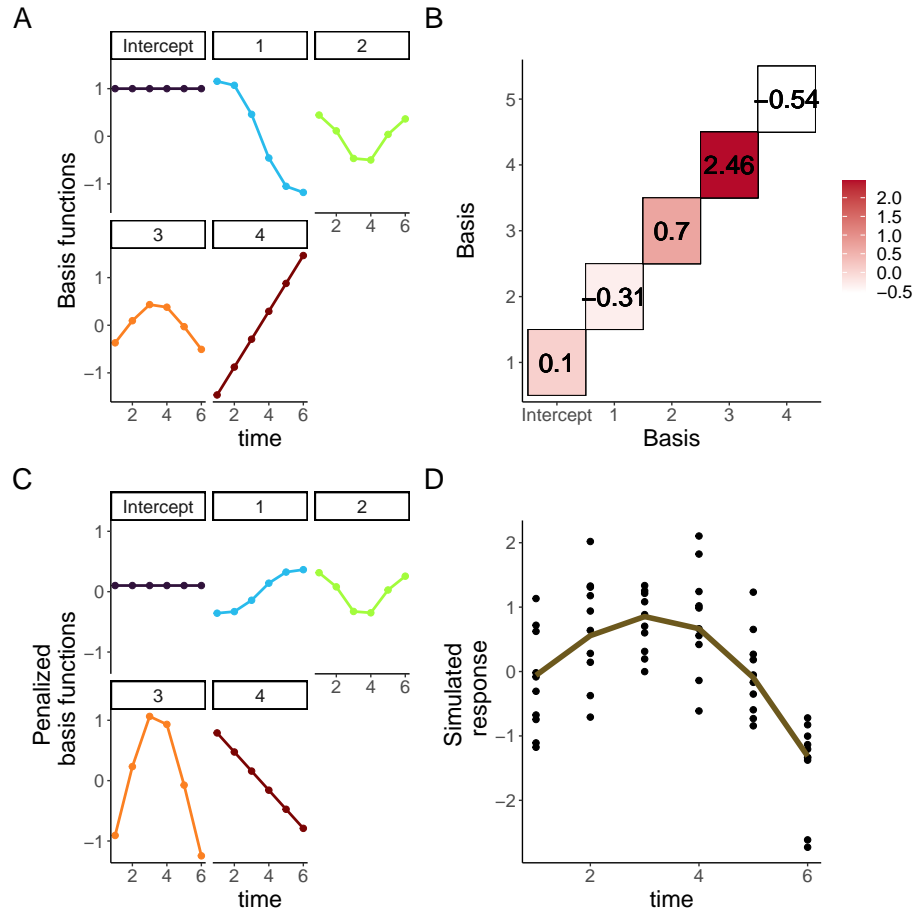 A
Intercept 1 2
1
0
−1
2 4 6
3 4
1
0
−1
2 4 6 2 4 6
time
Basis functions
B
5
4
3
2
1
−0.54
2.46
0.7
−0.31
0.1
Intercept 1 2 3 4
Basis
Basis
2.0
1.5
1.0
0.5
0.0
−0.5
C
Intercept 1 2
1
0
−1
2 4 6
3 4
1
0
−1
2 4 6 2 4 6
time
Penalized
basis functions
D
2
1
0
−1
−2
2 4 6
time
Simulated
response